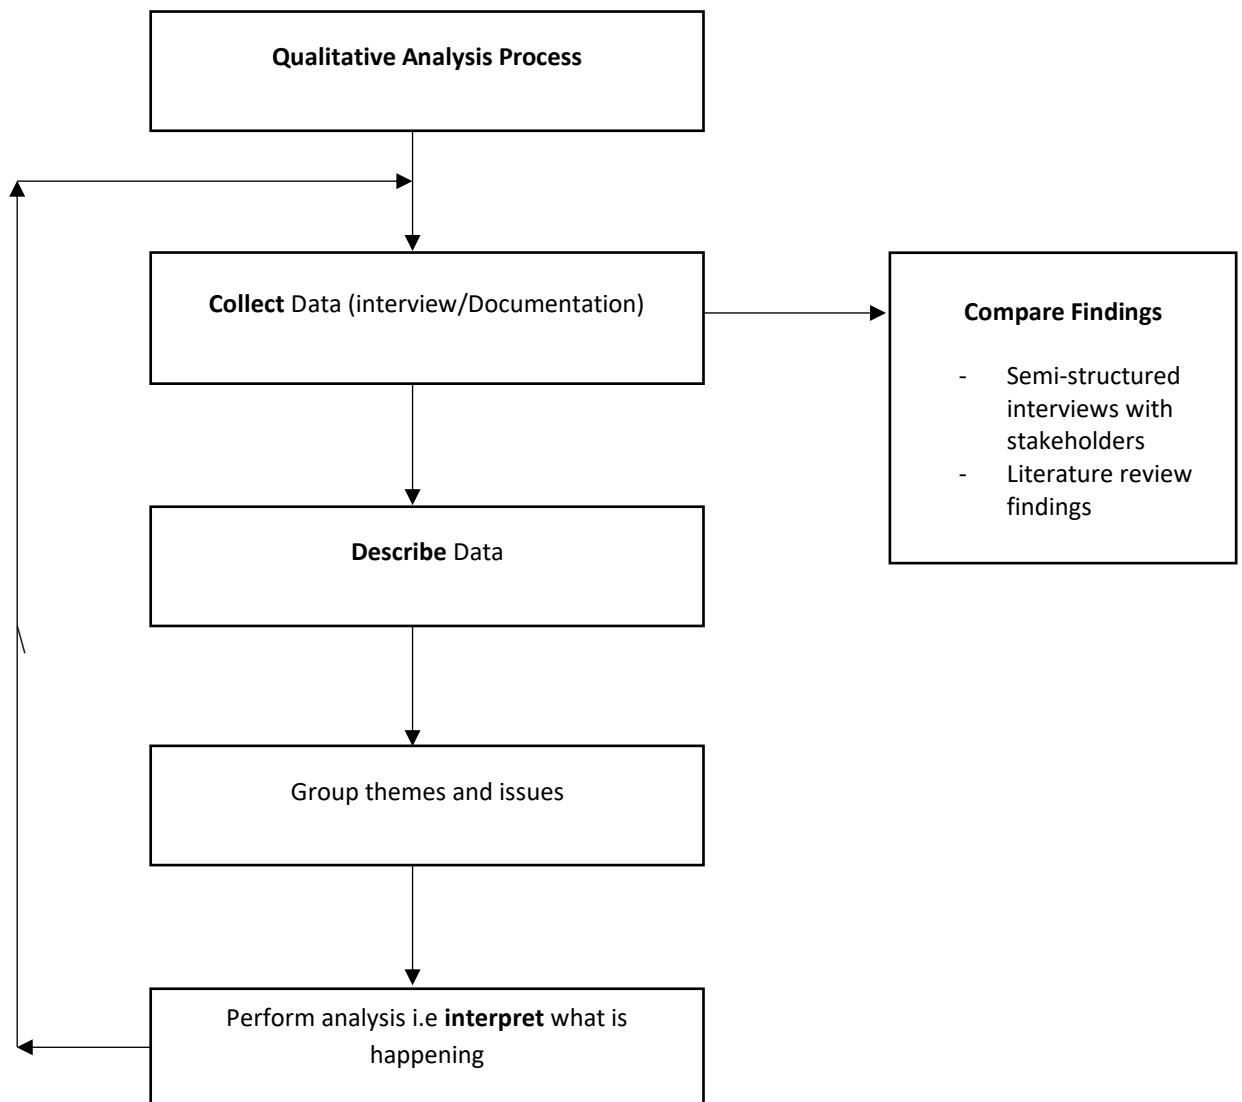 Qualitative Analysis Process
Collect Data (interview/Documentation)
Compare Findings
- Semi-structured
interviews with
stakeholders
- Literature review
findings
Describe Data
Group themes and issues
Perform analysis i.e interpret what is
happening